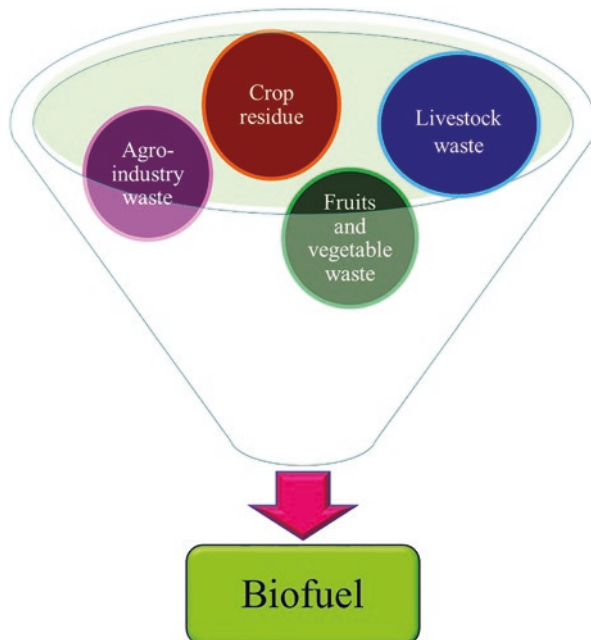 Crop
residue
Livestock
waste
Agro-
industry
waste
Fruits
and
vegetable
waste
Biofuel